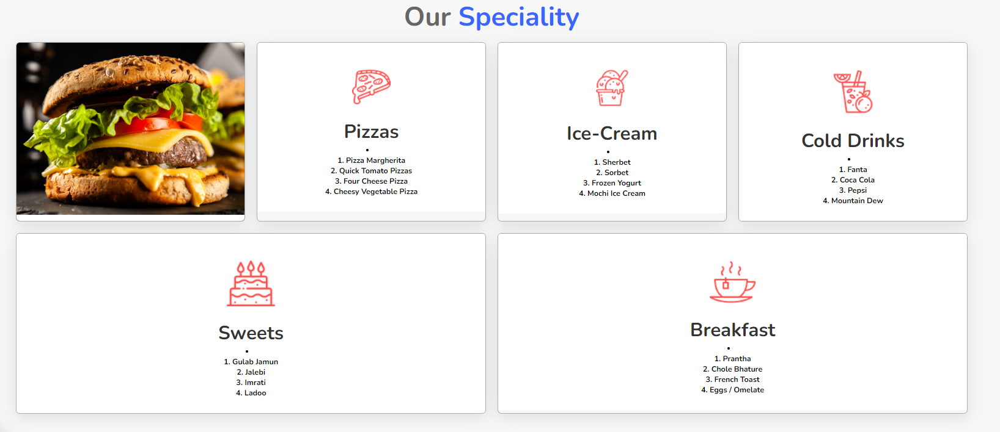 Our Speciality
Pizzas
•
1. Pizza Margherita
2. Quick Tomato Pizzas
3. Four Cheese Pizza
4. Cheesy Vegetable Pizza
Ice-Cream
•
1. Sherbet
2. Sorbet
3. Frozen Yogurt
4. Mochi Ice Cream
Cold Drinks
•
1. Fanta
2. Coca Cola
3. Pepsi
4. Mountain Dew
Sweets
•
1. Gulab Jamun
2. Jalebi
3. Imrati
4. Ladoo
Breakfast
•
1. Prantha
2. Chole Bhature
3. French Toast
4. Eggs / Omelate